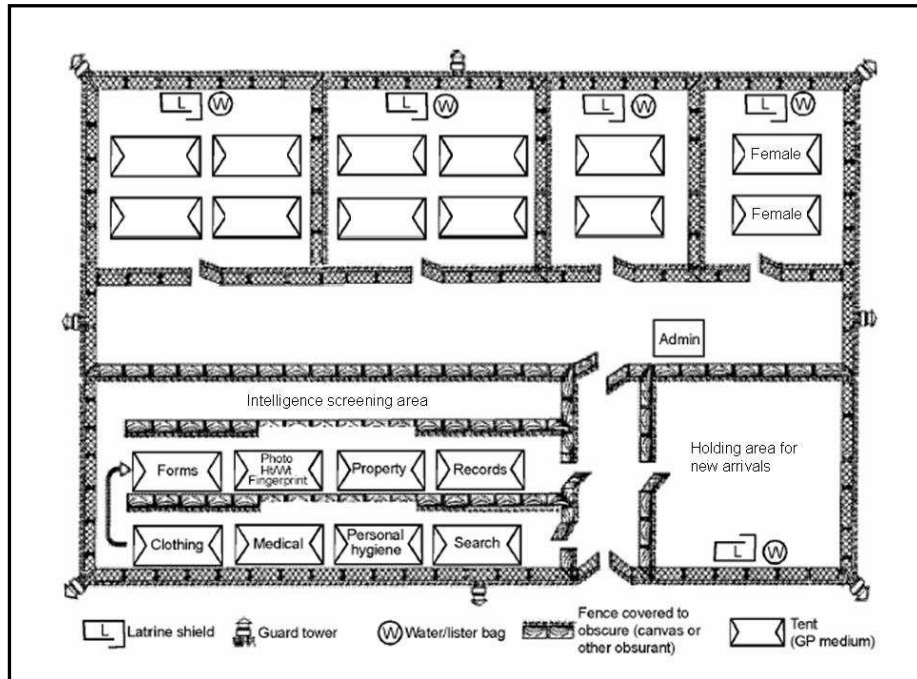 L W
L W
L W
L W
Female
Female
Admin
Intelligence screening area
Holding area for
new arrivals
Forms
Photo
Ht/Wt
Fingerprint
Property
Records
Clothing
Medical
Personal
hygiene
Search
L W
L Latrine shield
Guard tower
W Water/lister bag
Fence covered to
obscure (canvas or
other obsurant)
Tent
(GP medium)